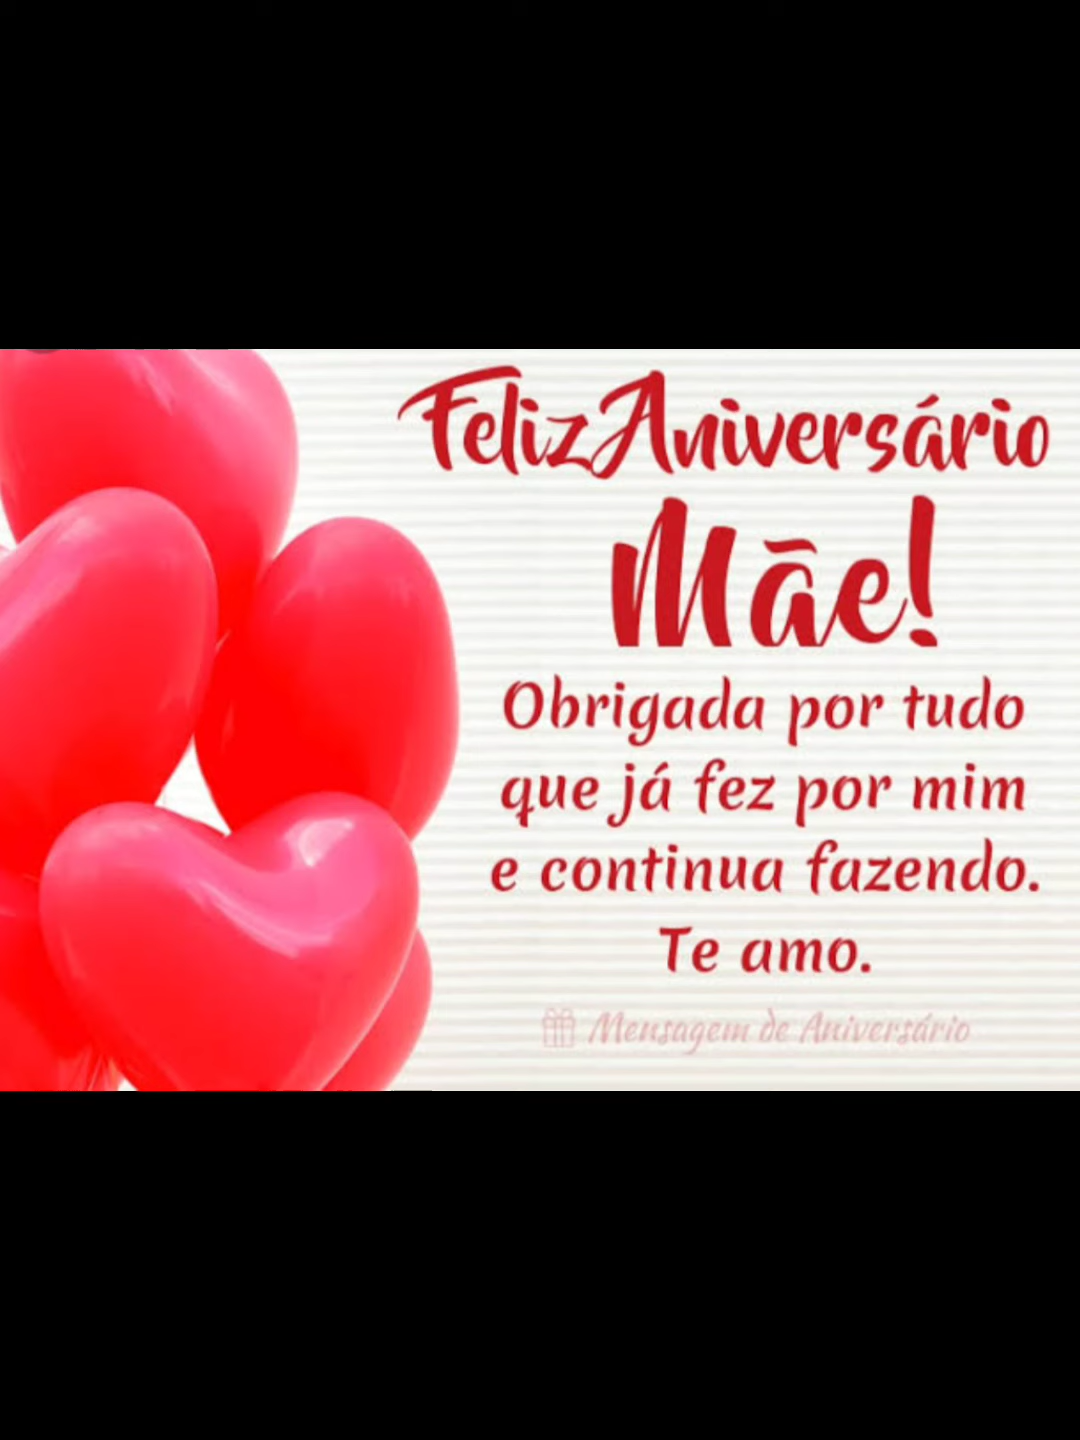 Feliz Aniversário
Mãe!
Obrigada por tudo
que já fez por mim
e continua fazendo.
Te amo.
Mensagem de Aniversário